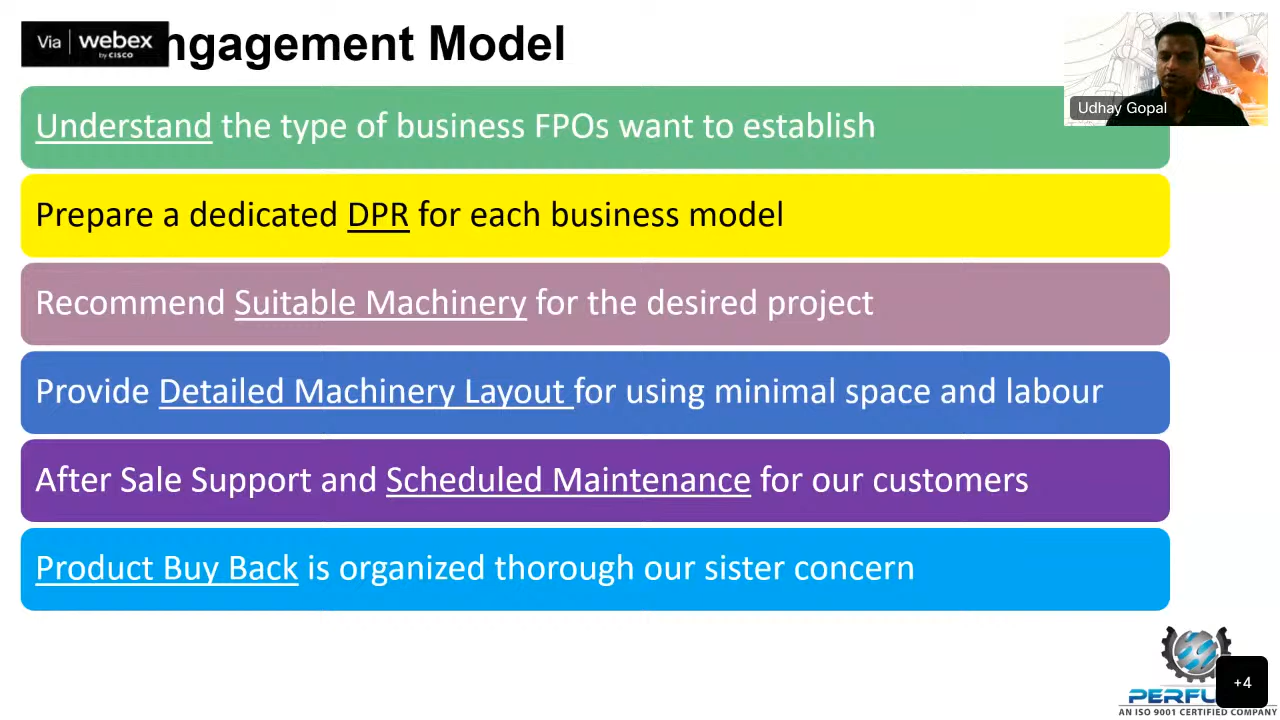 Via webex
by CISCO
ngagement Model
Udhay Gopal
Understand the type of business FPOs want to establish
Prepare a dedicated DPR for each business model
Recommend Suitable Machinery for the desired project
Provide Detailed Machinery Layout for using minimal space and labour
After Sale Support and Scheduled Maintenance for our customers
Product Buy Back is organized thorough our sister concern
+4
AN ISO 9001 CERTIFIED COMPANY